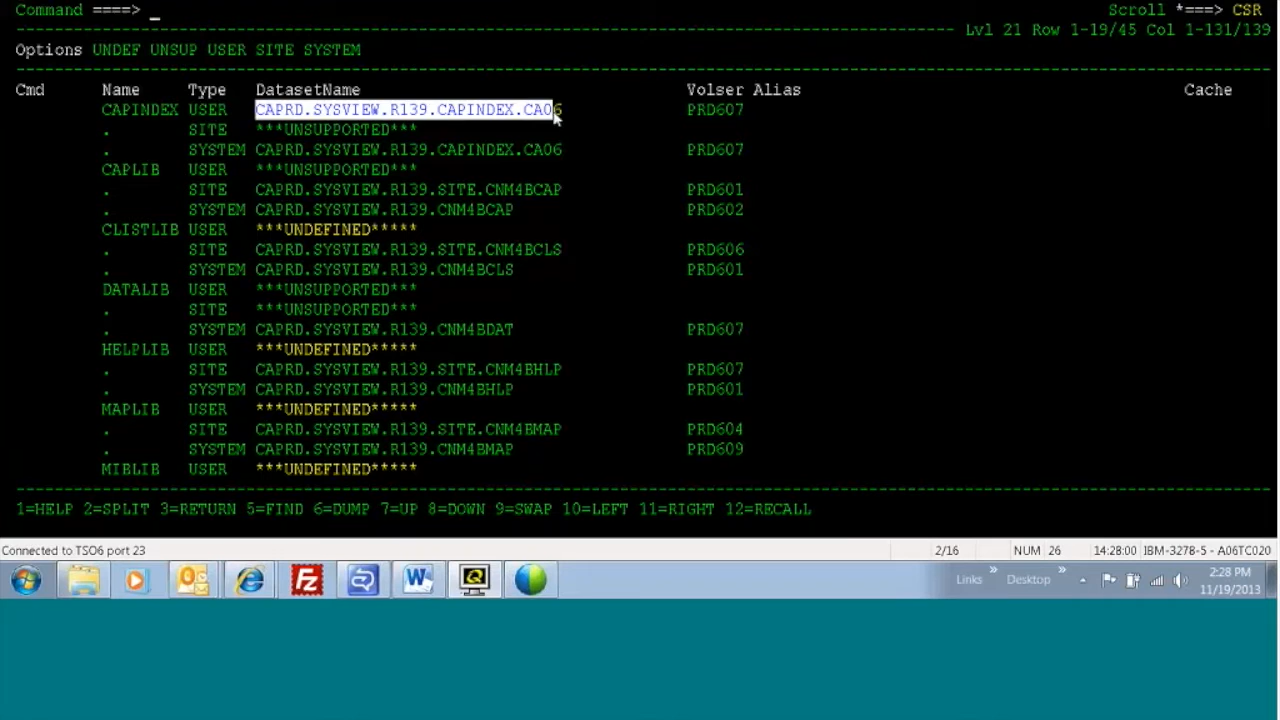 Command ====> _ Scroll *===> CSR
Lvl 21 Row 1-19/45 Col 1-131/139
Options UNDEF UNSUP USER SITE SYSTEM
Cmd Name Type DatasetName Volser Alias Cache
CAPINDEX USER CAPRD.SYSVIEW.R139.CAPINDEX.CA06 PRD607
. SITE ***UNSUPPORTED***
. SYSTEM CAPRD.SYSVIEW.R139.CAPINDEX.CA06 PRD607
CAPLIB USER ***UNSUPPORTED***
. SITE CAPRD.SYSVIEW.R139.SITE.CNM4BCAP PRD601
. SYSTEM CAPRD.SYSVIEW.R139.CNM4BCAP PRD602
CLISTLIB USER ***UNDEFINED*****
. SITE CAPRD.SYSVIEW.R139.SITE.CNM4BCLS PRD606
. SYSTEM CAPRD.SYSVIEW.R139.CNM4BCLS PRD601
DATALIB USER ***UNSUPPORTED***
. SITE ***UNSUPPORTED***
. SYSTEM CAPRD.SYSVIEW.R139.CNM4BDAT PRD607
HELPLIB USER ***UNDEFINED*****
. SITE CAPRD.SYSVIEW.R139.SITE.CNM4BHLP PRD607
. SYSTEM CAPRD.SYSVIEW.R139.CNM4BHLP PRD601
MAPLIB USER ***UNDEFINED*****
. SITE CAPRD.SYSVIEW.R139.SITE.CNM4BMAP PRD604
. SYSTEM CAPRD.SYSVIEW.R139.CNM4BMAP PRD609
MIBLIB USER ***UNDEFINED*****
1=HELP 2=SPLIT 3=RETURN 5=FIND 6=DUMP 7=UP 8=DOWN 9=SWAP 10=LEFT 11=RIGHT 12=RECALL
Connected to TSO6 port 23 2/16 NUM 26 14:28:00 IBM-3278-5 - A06TC020
Links » Desktop » 2:28 PM
11/19/2013